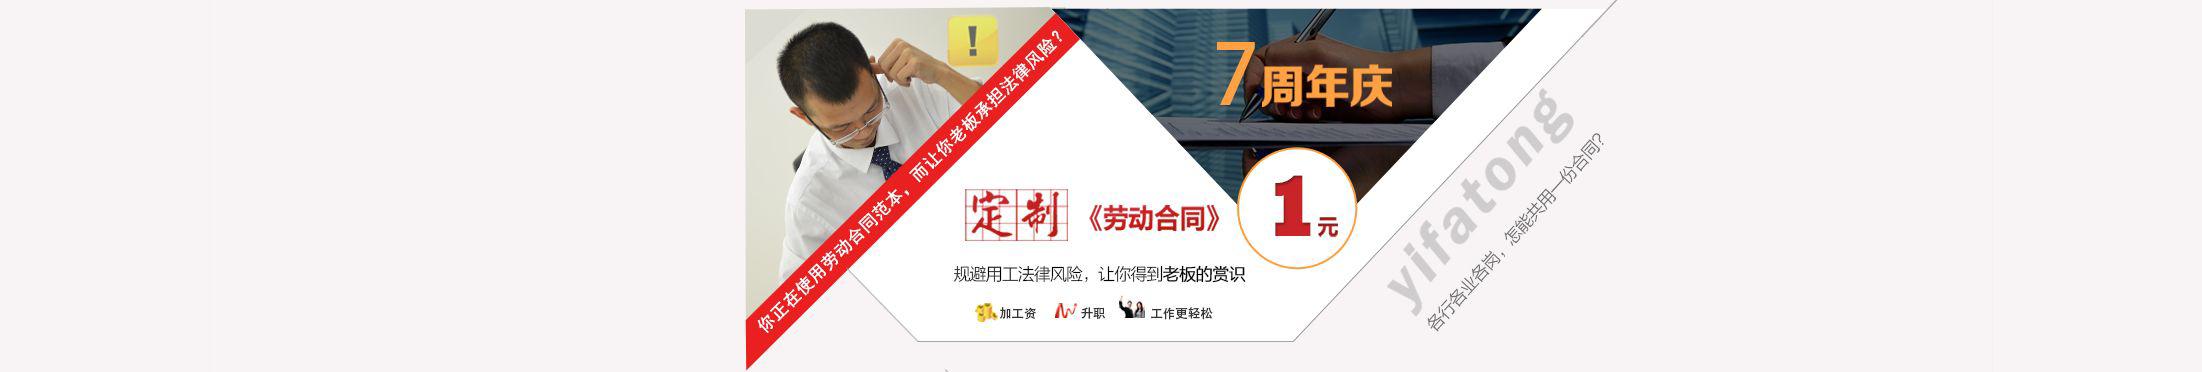 你正在使用劳动合同范本，而让你老板承担法律风险？
7周年庆
定制《劳动合同》1元
规避用工法律风险，让你得到老板的赏识
加工资 升职 工作更轻松
yifatong
各行各业各岗，怎能共用一份合同？